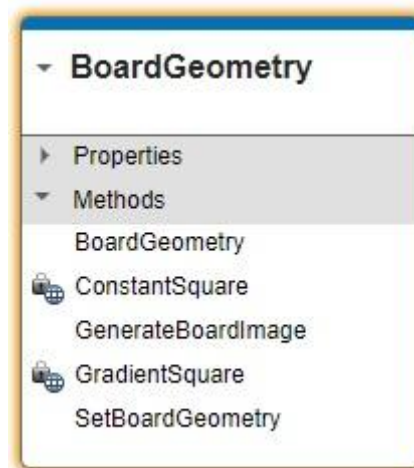 BoardGeometry
Properties
Methods
BoardGeometry
ConstantSquare
GenerateBoardImage
GradientSquare
SetBoardGeometry